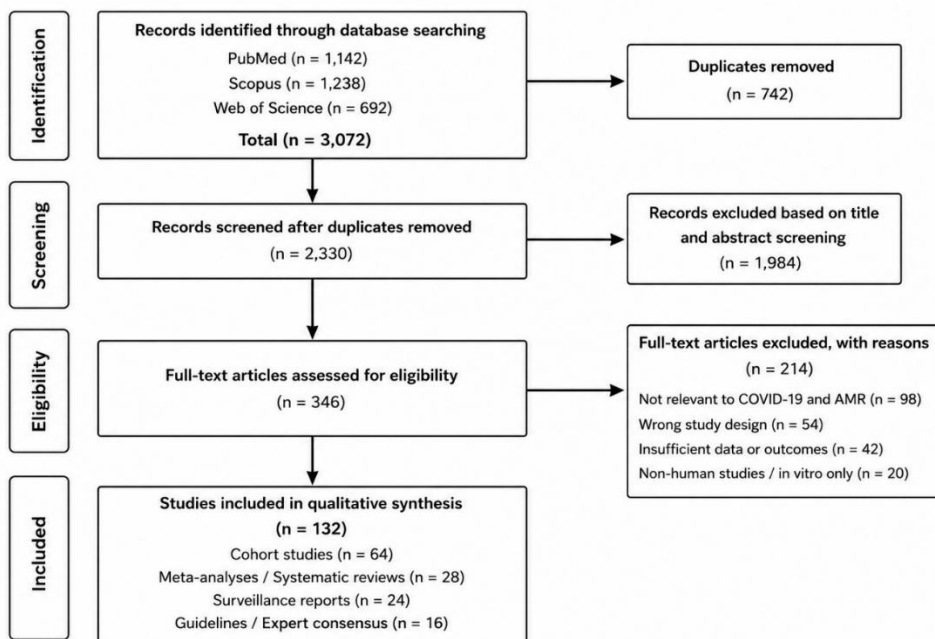 Identification
Records identified through database searching
PubMed (n = 1,142)
Scopus (n = 1,238)
Web of Science (n = 692)
Total (n = 3,072)
Duplicates removed
(n = 742)
Screening
Records screened after duplicates removed
(n = 2,330)
Records excluded based on title
and abstract screening
(n = 1,984)
Eligibility
Full-text articles assessed for eligibility
(n = 346)
Full-text articles excluded, with reasons
(n = 214)
Not relevant to COVID-19 and AMR (n = 98)
Wrong study design (n = 54)
Insufficient data or outcomes (n = 42)
Non-human studies / in vitro only (n = 20)
Included
Studies included in qualitative synthesis
(n = 132)
Cohort studies (n = 64)
Meta-analyses / Systematic reviews (n = 28)
Surveillance reports (n = 24)
Guidelines / Expert consensus (n = 16)